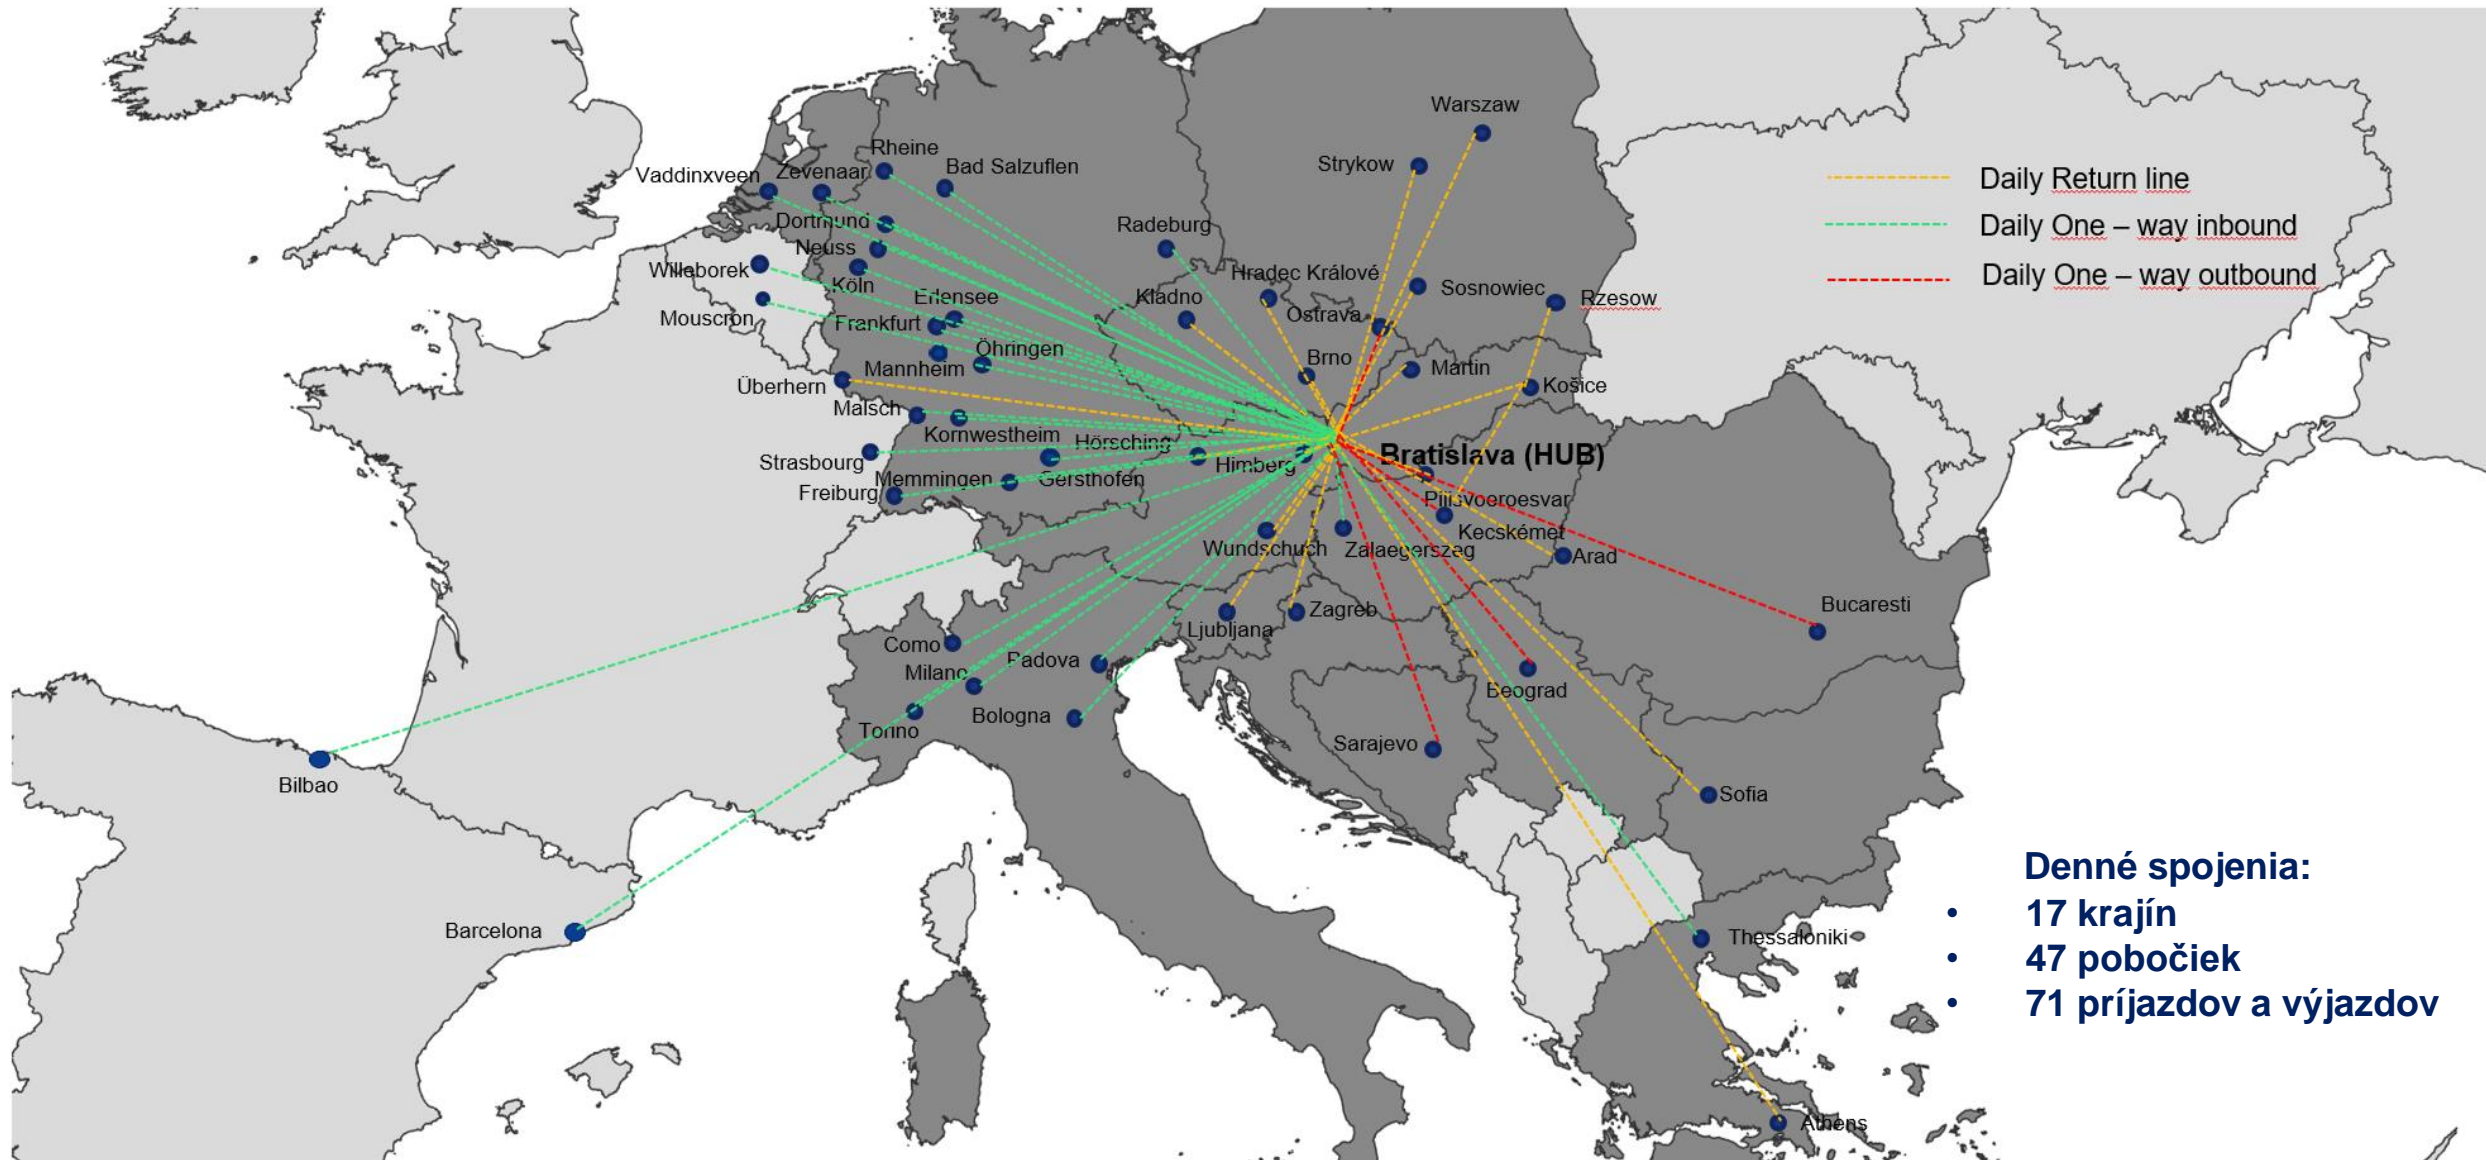 Warszaw
Strykow
Rheine
Bad Salzuflen
Vaddinxveen
Zevenaar
Dortmund
Neuss
Radeburg
Willeborek
Köln
Erlensee
Hradec Králové
Kladno
Sosnowiec
Rzesow
Mouscron
Frankfurt
Ostrava
Öhringen
Brno
Mannheim
Martin
Überhern
Košice
Malsch
Kornwestheim
Hörsching
Bratislava (HUB)
Strasbourg
Himberg
Memmingen
Gersthofen
Freiburg
Piiisvoeroesvar
Kecskémet
Wundschuch
Zalaegerszeg
Arad
Bucaresti
Zagreb
Ljubljana
Como
Padova
Milano
Beograd
Bologna
Torino
Sarajevo
Bilbao
Sofia
Barcelona
Thessaloniki
Athens
Daily Return line
Daily One – way inbound
Daily One – way outbound
Denné spojenia:
• 17 krajín
• 47 pobočiek
• 71 príjazdov a výjazdov